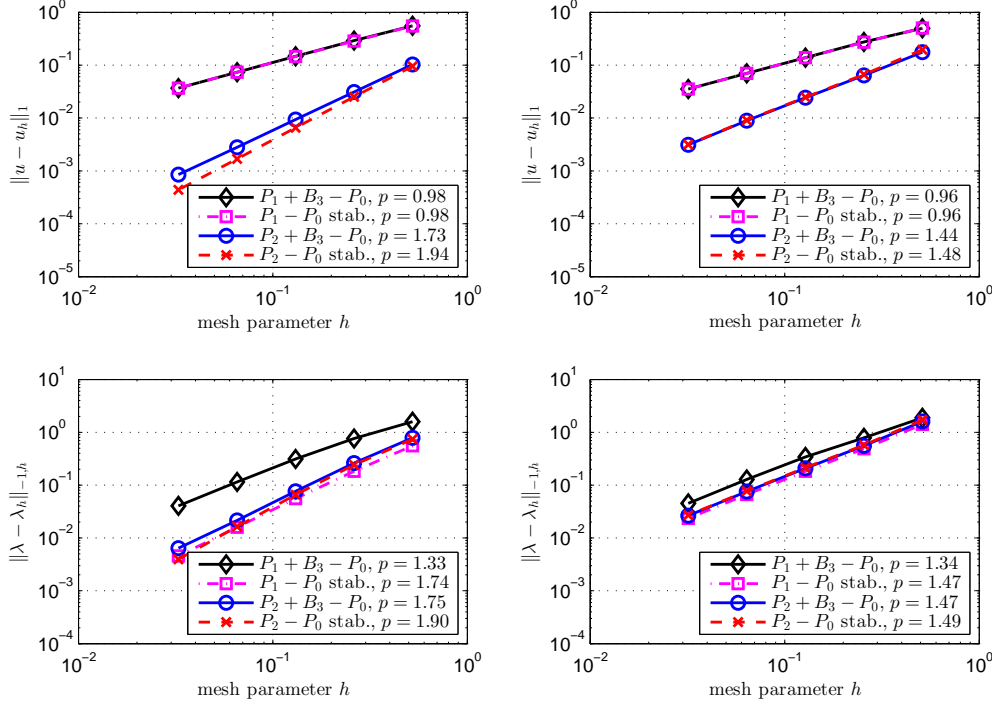 10^0
10^−1
10^−2
10^−3
10^−4
10^−5
‖u − u_h‖_1
P_1 + B_3 − P_0, p = 0.98
P_1 − P_0 stab., p = 0.98
P_2 + B_3 − P_0, p = 1.73
P_2 − P_0 stab., p = 1.94
10^−2 10^−1 10^0
mesh parameter h
10^0
10^−1
10^−2
10^−3
10^−4
10^−5
‖u − u_h‖_1
P_1 + B_3 − P_0, p = 0.96
P_1 − P_0 stab., p = 0.96
P_2 + B_3 − P_0, p = 1.44
P_2 − P_0 stab., p = 1.48
10^−2 10^−1 10^0
mesh parameter h
10^1
10^0
10^−1
10^−2
10^−3
10^−4
‖λ − λ_h‖_{−1,h}
P_1 + B_3 − P_0, p = 1.33
P_1 − P_0 stab., p = 1.74
P_2 + B_3 − P_0, p = 1.75
P_2 − P_0 stab., p = 1.90
10^−2 10^−1 10^0
mesh parameter h
10^1
10^0
10^−1
10^−2
10^−3
10^−4
‖λ − λ_h‖_{−1,h}
P_1 + B_3 − P_0, p = 1.34
P_1 − P_0 stab., p = 1.47
P_2 + B_3 − P_0, p = 1.47
P_2 − P_0 stab., p = 1.49
10^−2 10^−1 10^0
mesh parameter h